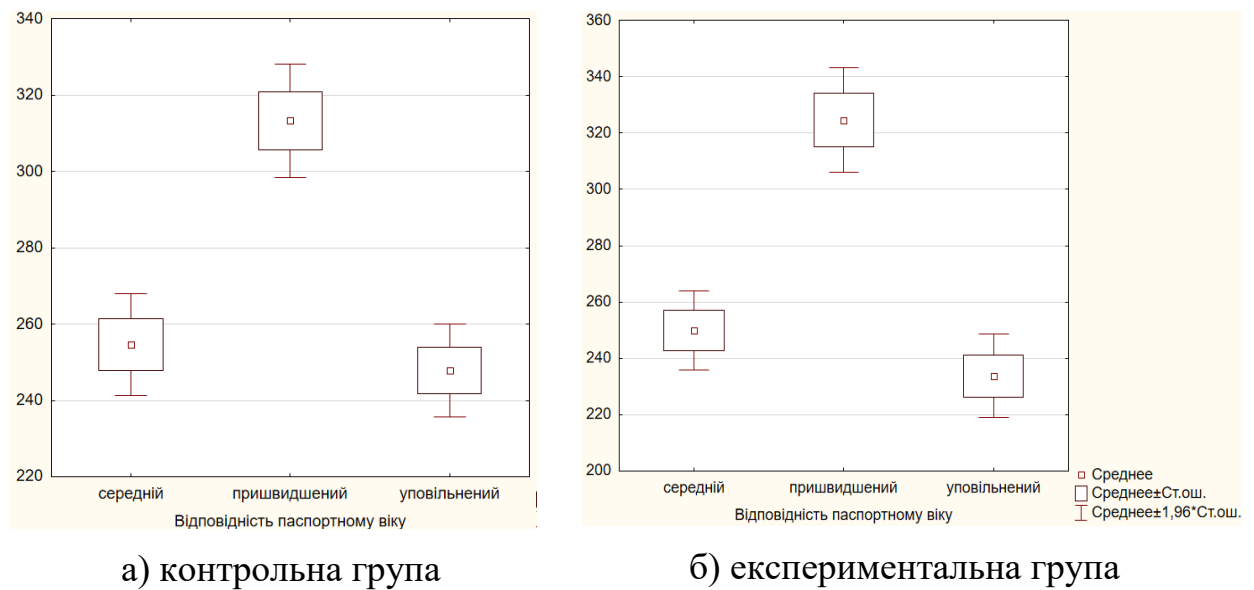 340
320
300
280
260
240
220
середній пришвидшений уповільнений
Відповідність паспортному віку
360
340
320
300
280
260
240
220
200
середній пришвидшений уповільнений
Відповідність паспортному віку
Среднее
Среднее±Ст.ош.
Среднее±1,96*Ст.ош.
а) контрольна група
б) експериментальна група